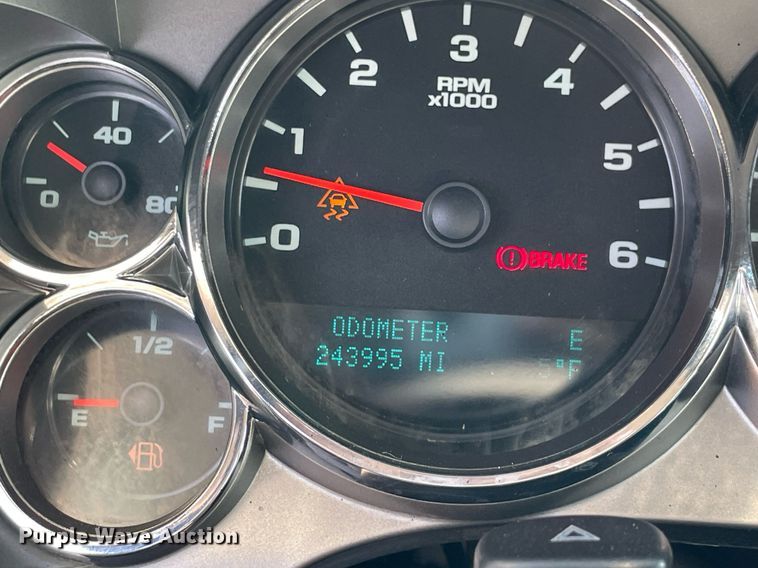 0 40 80
E 1/2 F
0 1 2 3 4 5 6
RPM
x1000
BRAKE
ODOMETER E
243995 MI 5°F
Purple Wave Auction